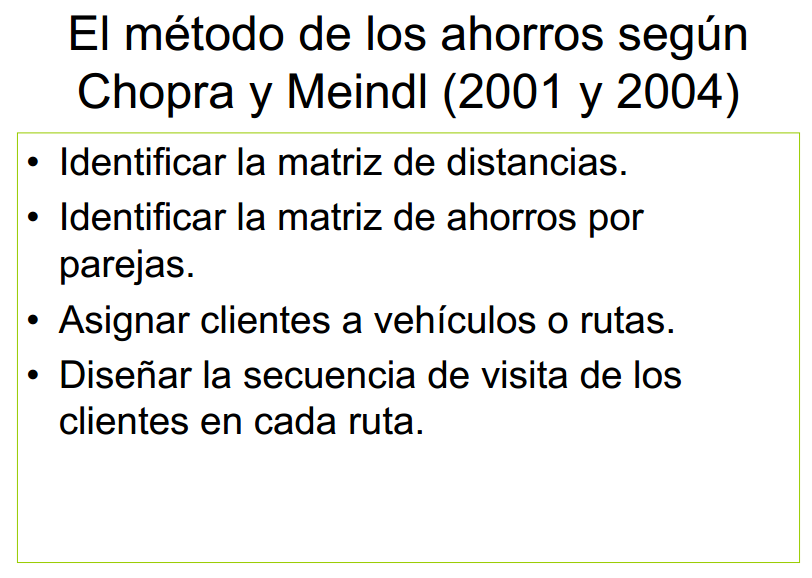 El método de los ahorros según
Chopra y Meindl (2001 y 2004)
• Identificar la matriz de distancias.
• Identificar la matriz de ahorros por
parejas.
• Asignar clientes a vehículos o rutas.
• Diseñar la secuencia de visita de los
clientes en cada ruta.